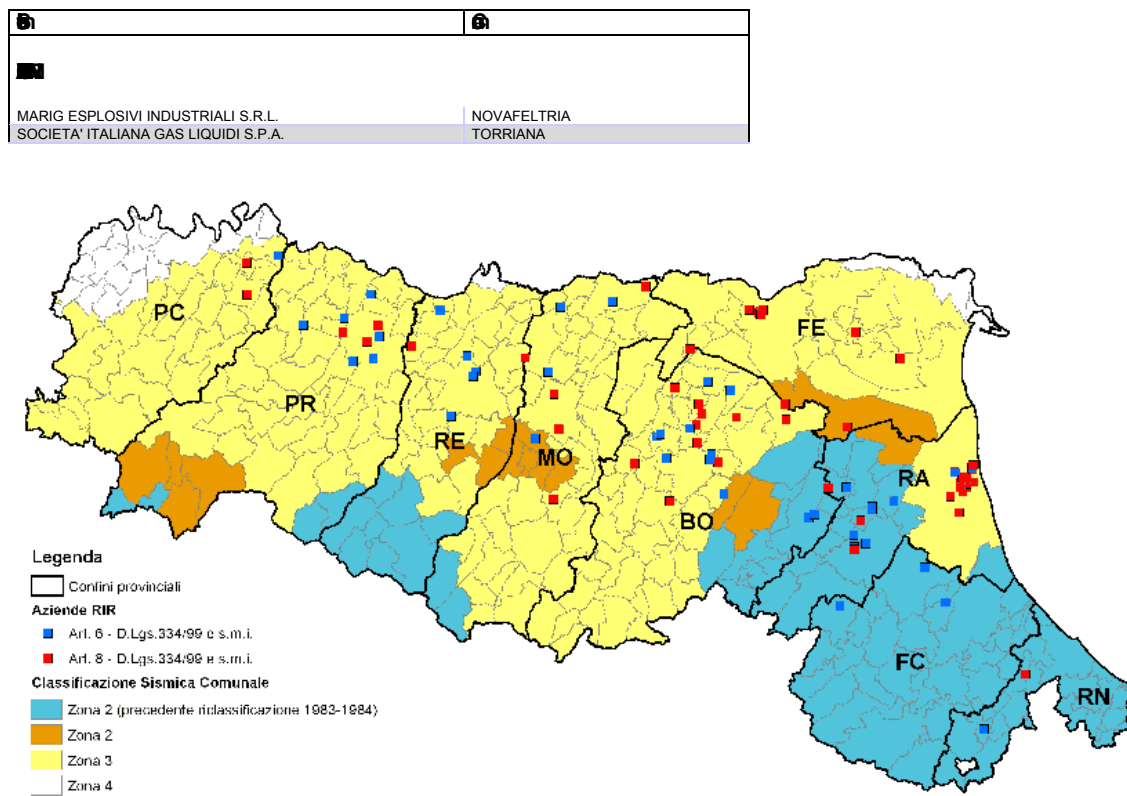 MARIG ESPLOSIVI INDUSTRIALI S.R.L. NOVAFELTRIA
SOCIETA' ITALIANA GAS LIQUIDI S.P.A. TORRIANA
PC
FE
PR
RE
MO
RA
BO
FC
RN
Legenda
Confini provinciali
Aziende RIR
Art. 6 - D.Lgs.334/99 e s.m.i.
Art. 8 - D.Lgs.334/99 e s.m.i.
Classificazione Sismica Comunale
Zona 2 (precedente riclassificazione 1983-1984)
Zona 2
Zona 3
Zona 4